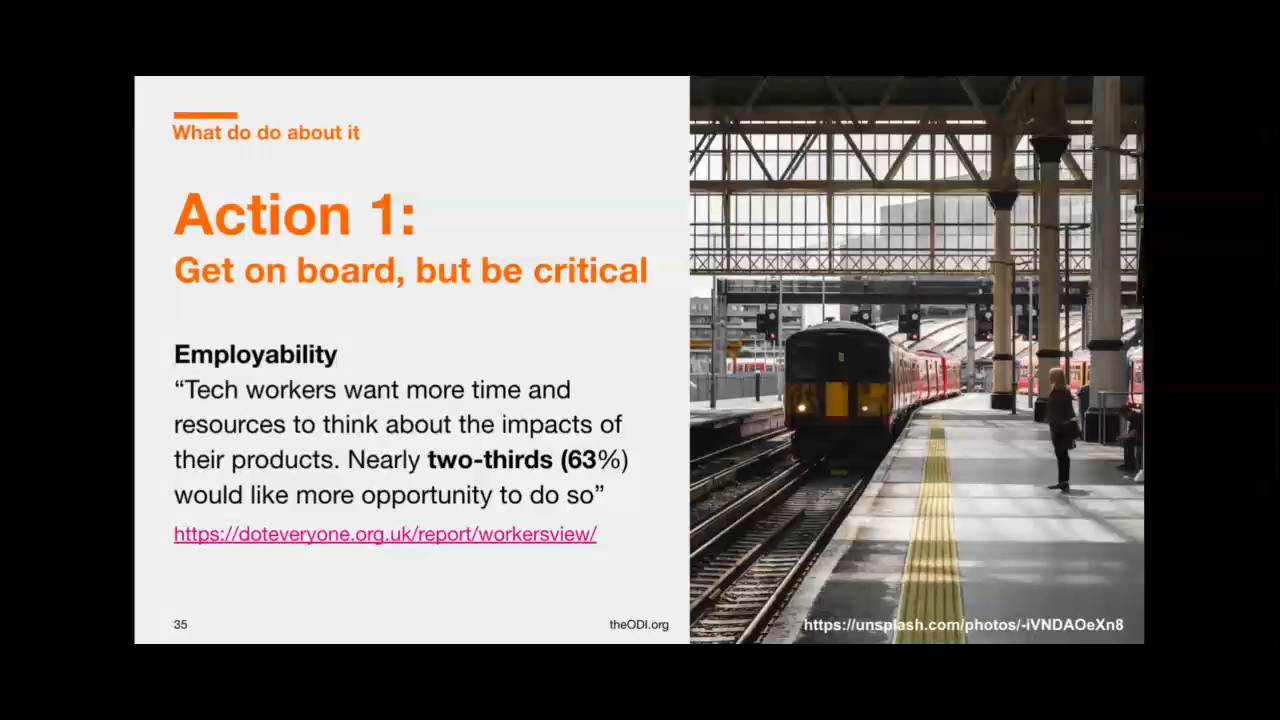 What do do about it
Action 1:
Get on board, but be critical
Employability
“Tech workers want more time and
resources to think about the impacts of
their products. Nearly two-thirds (63%)
would like more opportunity to do so”
https://doteveryone.org.uk/report/workersview/
35
theODI.org
https://unsplash.com/photos/-iVNDAOeXn8